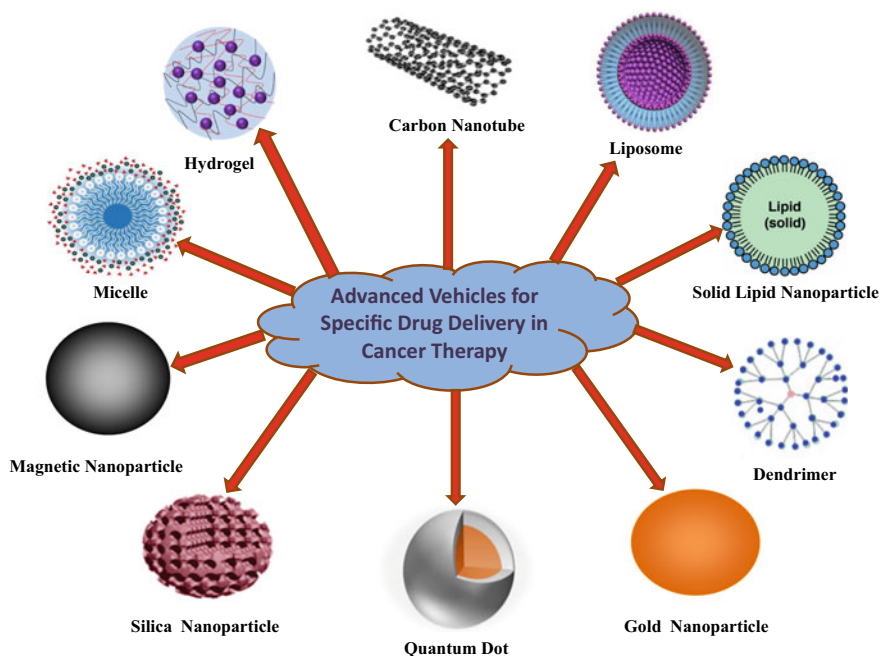 Carbon Nanotube
Liposome
Hydrogel
Lipid
(solid)
Micelle
Solid Lipid Nanoparticle
Advanced Vehicles for
Specific Drug Delivery in
Cancer Therapy
Magnetic Nanoparticle
Dendrimer
Silica Nanoparticle
Quantum Dot
Gold Nanoparticle